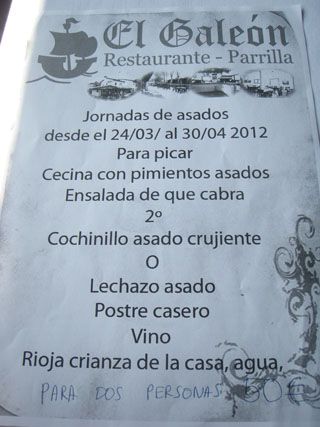 El Galeón
Restaurante - Parrilla
Jornadas de asados
desde el 24/03/ al 30/04 2012
Para picar
Cecina con pimientos asados
Ensalada de que cabra
2º
Cochinillo asado crujiente
O
Lechazo asado
Postre casero
Vino
Rioja crianza de la casa, agua,
PARA DOS PERSONAS 50€